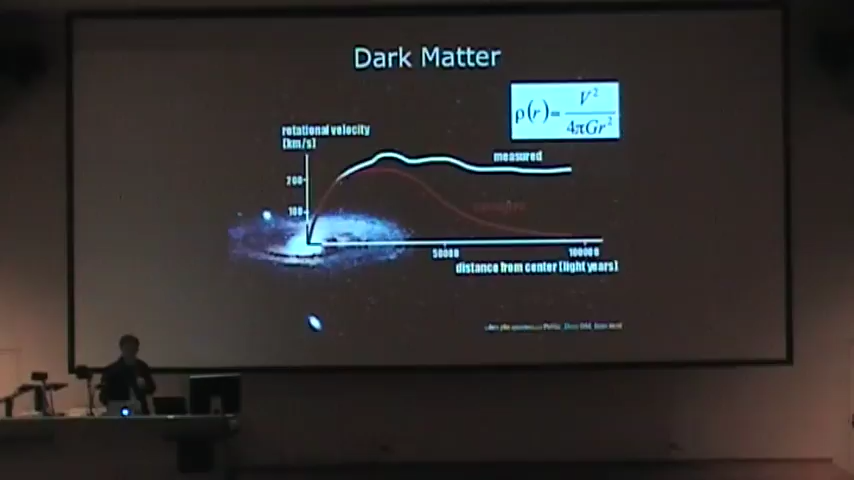 Dark Matter
ρ(r)= V² / 4πGr²
rotational velocity
[km/s]
measured
200
100
50000
100000
distance from center [light years]